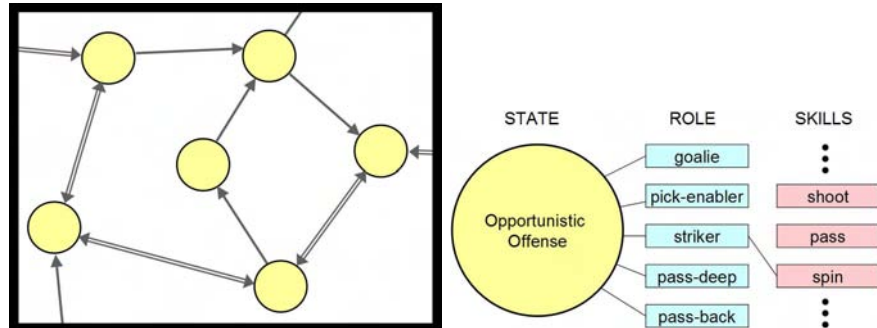 STATE
ROLE
SKILLS
goalie
pick-enabler
shoot
Opportunistic
Offense
striker
pass
pass-deep
spin
pass-back